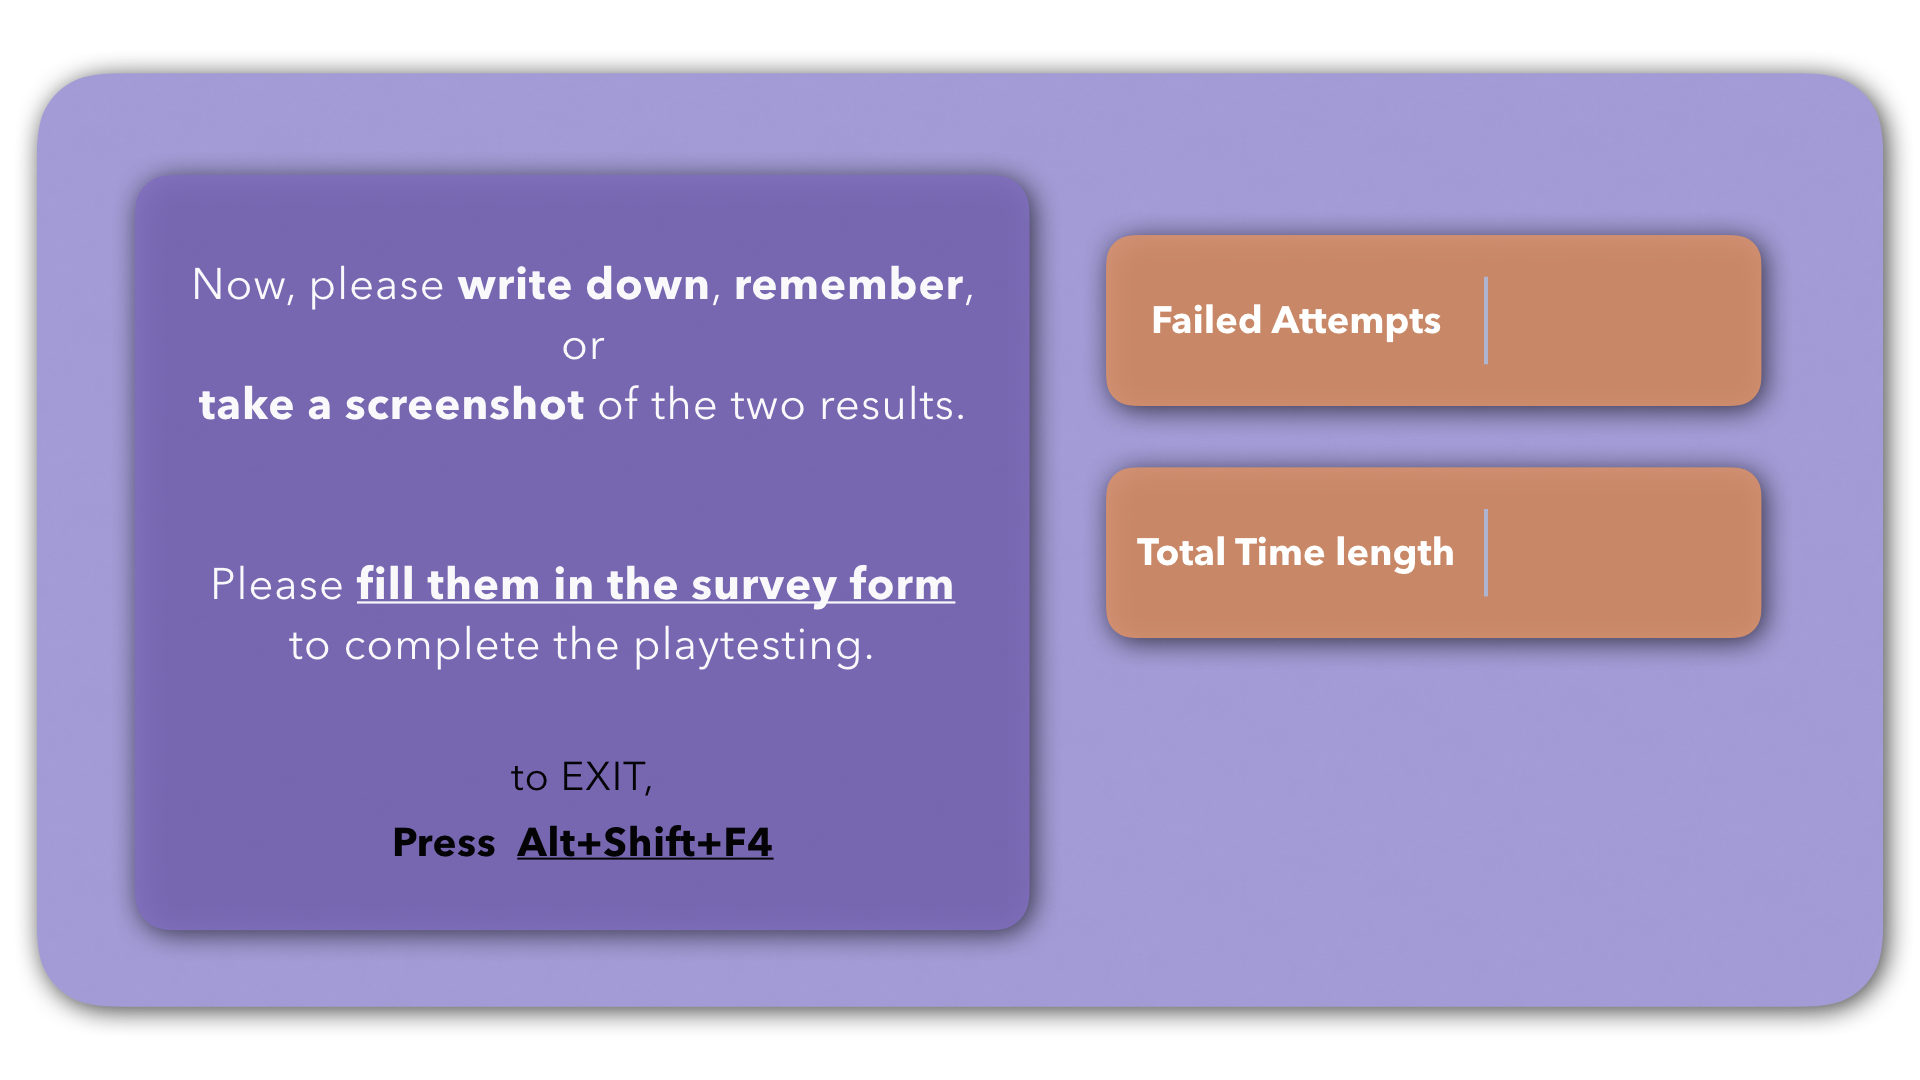 Now, please write down, remember,
or
take a screenshot of the two results.
Please fill them in the survey form
to complete the playtesting.
to EXIT,
Press Alt+Shift+F4
Failed Attempts
Total Time length